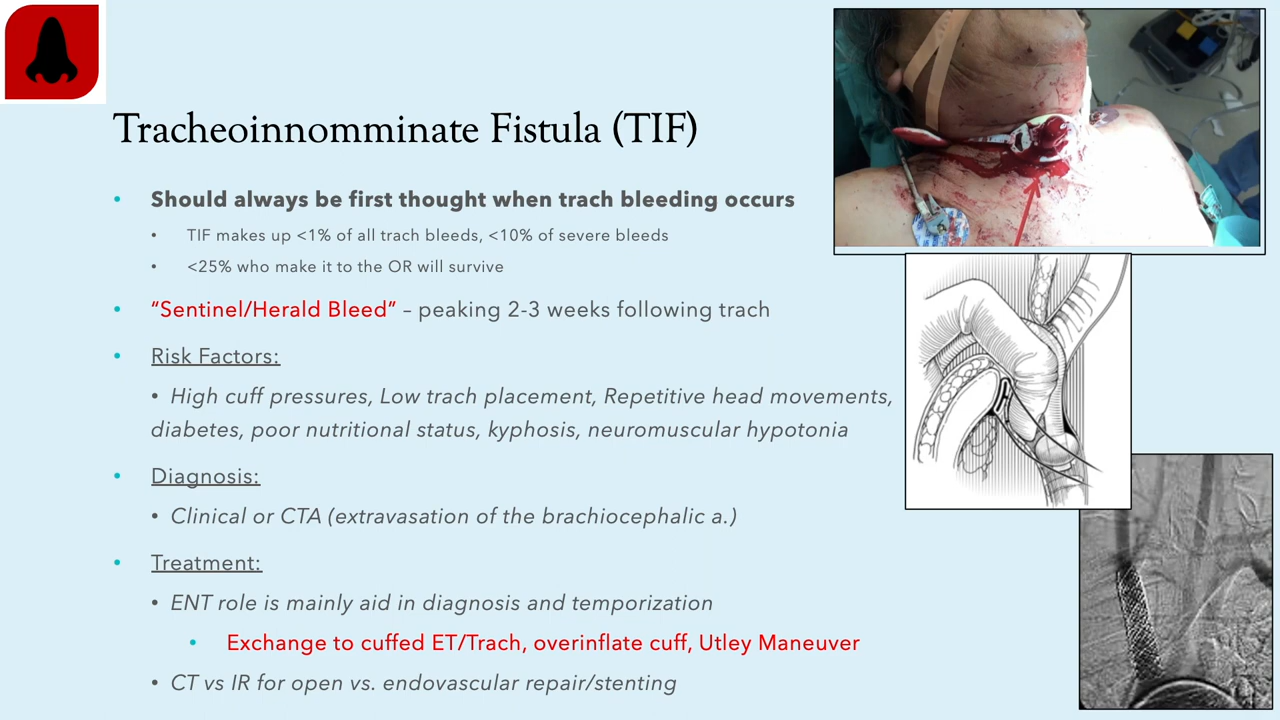 Tracheoinnomminate Fistula (TIF)
• Should always be first thought when trach bleeding occurs
• TIF makes up <1% of all trach bleeds, <10% of severe bleeds
• <25% who make it to the OR will survive
• “Sentinel/Herald Bleed” – peaking 2-3 weeks following trach
• Risk Factors:
• High cuff pressures, Low trach placement, Repetitive head movements,
diabetes, poor nutritional status, kyphosis, neuromuscular hypotonia
• Diagnosis:
• Clinical or CTA (extravasation of the brachiocephalic a.)
• Treatment:
• ENT role is mainly aid in diagnosis and temporization
• Exchange to cuffed ET/Trach, overinflate cuff, Utley Maneuver
• CT vs IR for open vs. endovascular repair/stenting